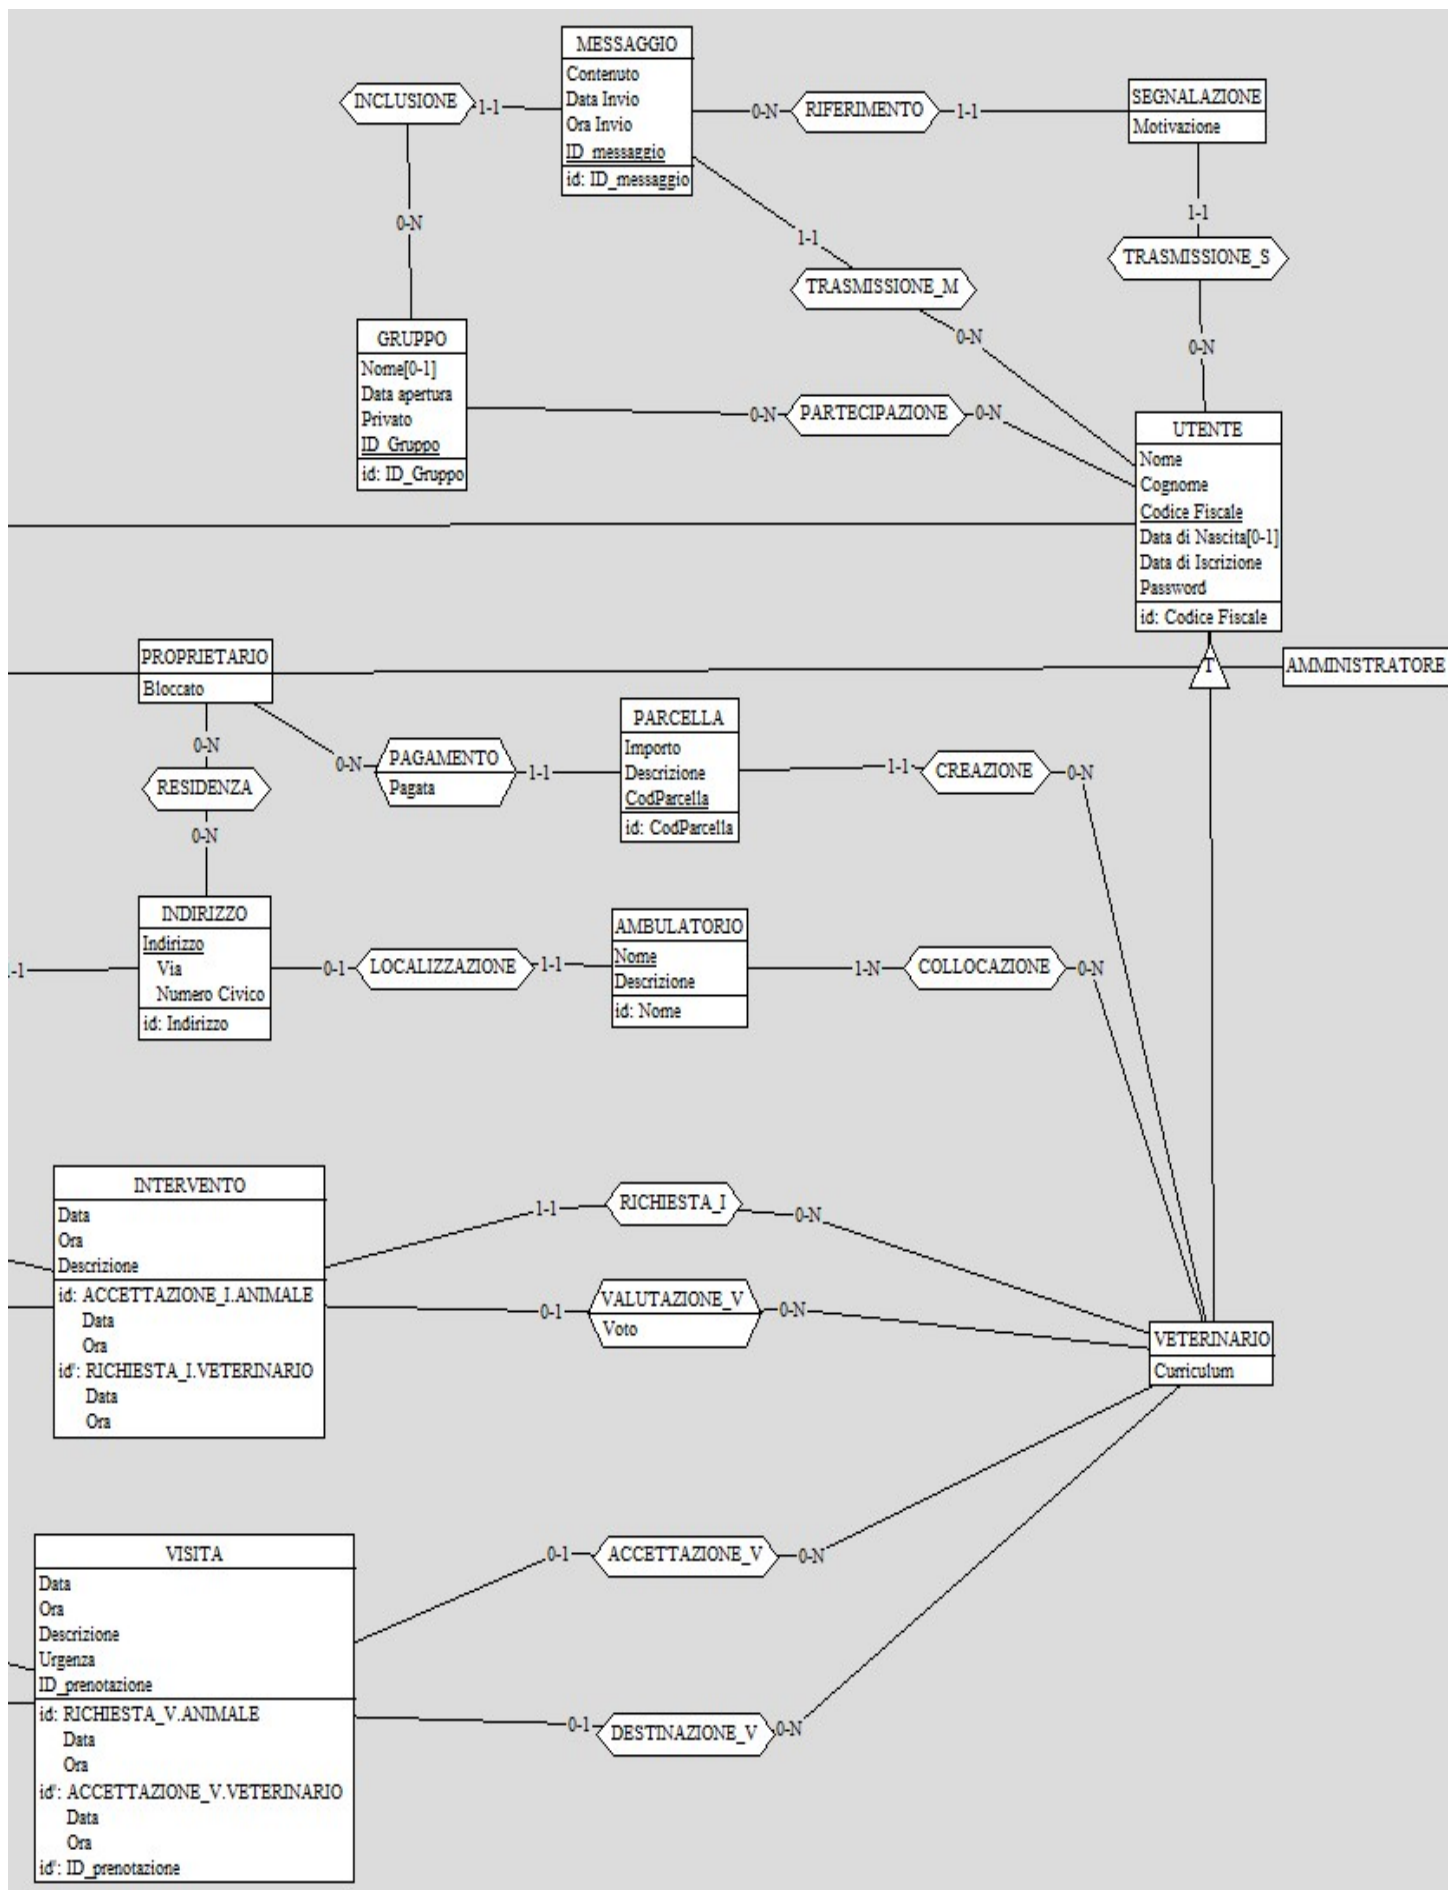 MESSAGGIO
Contenuto
Data Invio
Ora Invio
ID_messaggio
id: ID_messaggio
INCLUSIONE
1-1
0-N
0-N
RIFERIMENTO
1-1
SEGNALAZIONE
Motivazione
1-1
TRASMISSIONE_S
0-N
1-1
TRASMISSIONE_M
0-N
GRUPPO
Nome[0-1]
Data apertura
Privato
ID_Gruppo
id: ID_Gruppo
0-N
PARTECIPAZIONE
0-N
UTENTE
Nome
Cognome
Codice Fiscale
Data di Nascita[0-1]
Data di Iscrizione
Password
id: Codice Fiscale
T
AMMINISTRATORE
PROPRIETARIO
Bloccato
0-N
RESIDENZA
0-N
0-N
PAGAMENTO
Pagata
1-1
PARCELLA
Importo
Descrizione
CodParcella
id: CodParcella
1-1
CREAZIONE
0-N
INDIRIZZO
Indirizzo
Via
Numero Civico
id: Indirizzo
-1
0-1
LOCALIZZAZIONE
1-1
AMBULATORIO
Nome
Descrizione
id: Nome
1-N
COLLOCAZIONE
0-N
INTERVENTO
Data
Ora
Descrizione
id: ACCETTAZIONE_I.ANIMALE
Data
Ora
id': RICHIESTA_I.VETERINARIO
Data
Ora
1-1
RICHIESTA_I
0-N
0-1
VALUTAZIONE_V
Voto
0-N
VETERINARIO
Curriculum
VISITA
Data
Ora
Descrizione
Urgenza
ID_prenotazione
id: RICHIESTA_V.ANIMALE
Data
Ora
id': ACCETTAZIONE_V.VETERINARIO
Data
Ora
id': ID_prenotazione
0-1
ACCETTAZIONE_V
0-N
0-1
DESTINAZIONE_V
0-N